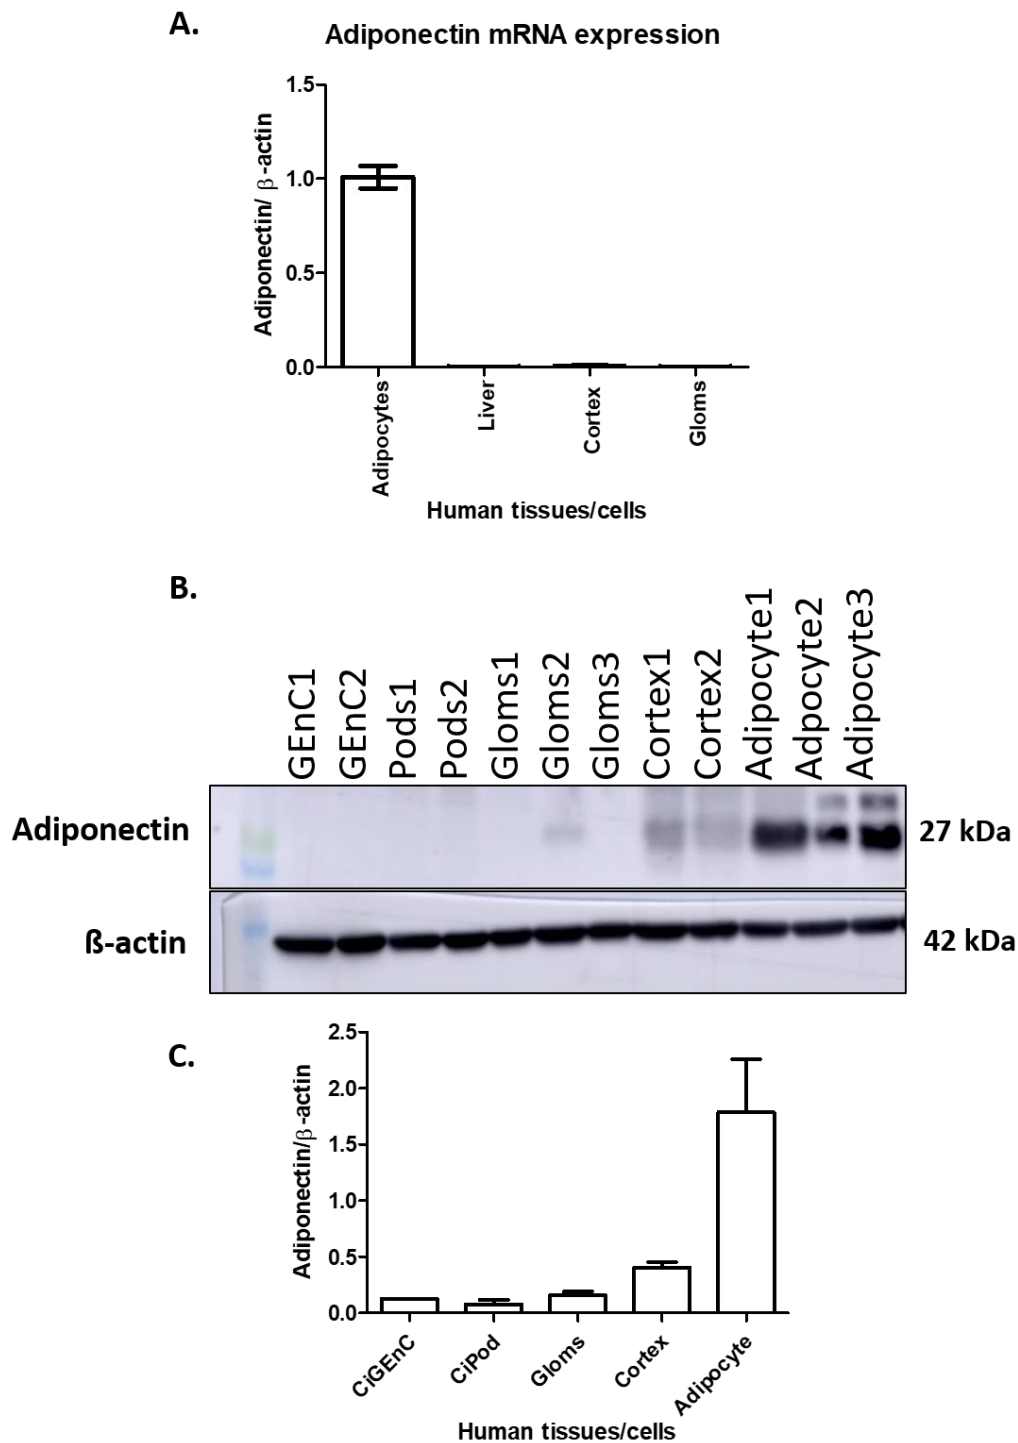 A.
Adiponectin mRNA expression
Adiponectin/ β-actin
1.5
1.0
0.5
0.0
Adipocytes
Liver
Cortex
Gloms
Human tissues/cells
B.
GEnC1
GEnC2
Pods1
Pods2
Gloms1
Gloms2
Gloms3
Cortex1
Cortex2
Adipocyte1
Adpocyte2
Adipocyte3
Adiponectin
27 kDa
ß-actin
42 kDa
C.
Adiponectin/β-actin
2.5
2.0
1.5
1.0
0.5
0.0
CiGEnC
CiPod
Gloms
Cortex
Adipocyte
Human tissues/cells